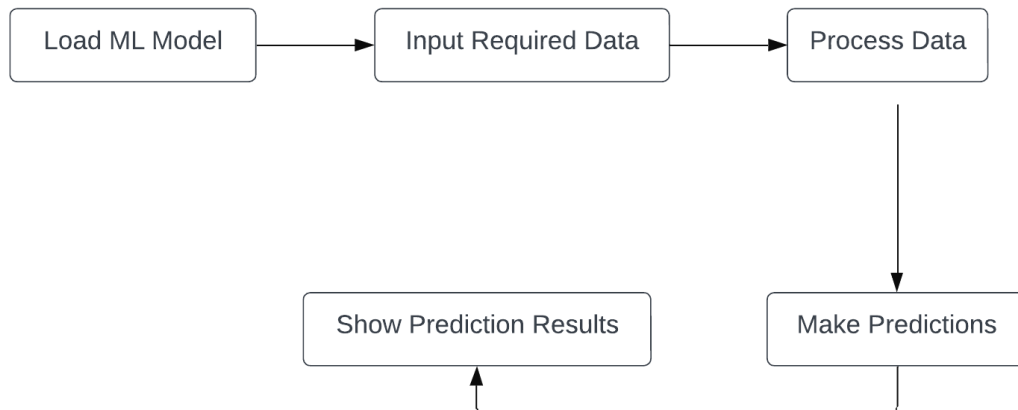 Load ML Model
Input Required Data
Process Data
Show Prediction Results
Make Predictions